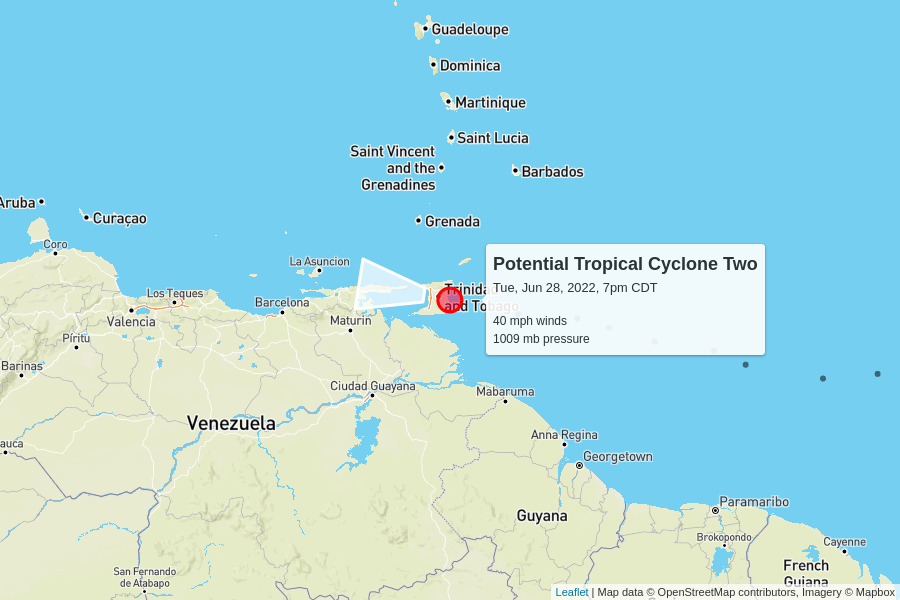 Guadeloupe
Dominica
Martinique
Saint Lucia
Saint Vincent
and the
Grenadines
Barbados
Aruba
Curaçao
Grenada
Coro
La Asuncion
Potential Tropical Cyclone Two
Tue, Jun 28, 2022, 7pm CDT
40 mph winds
1009 mb pressure
Trinidad
and Tobago
Los Teques
Barcelona
Valencia
Maturin
Píritu
Barinas
Ciudad Guayana
Mabaruma
Venezuela
Anna Regina
auca
Georgetown
Paramaribo
Guyana
Brokopondo
Cayenne
French
Guiana
San Fernando
de Atabapo
Leaflet | Map data © OpenStreetMap contributors, Imagery © Mapbox